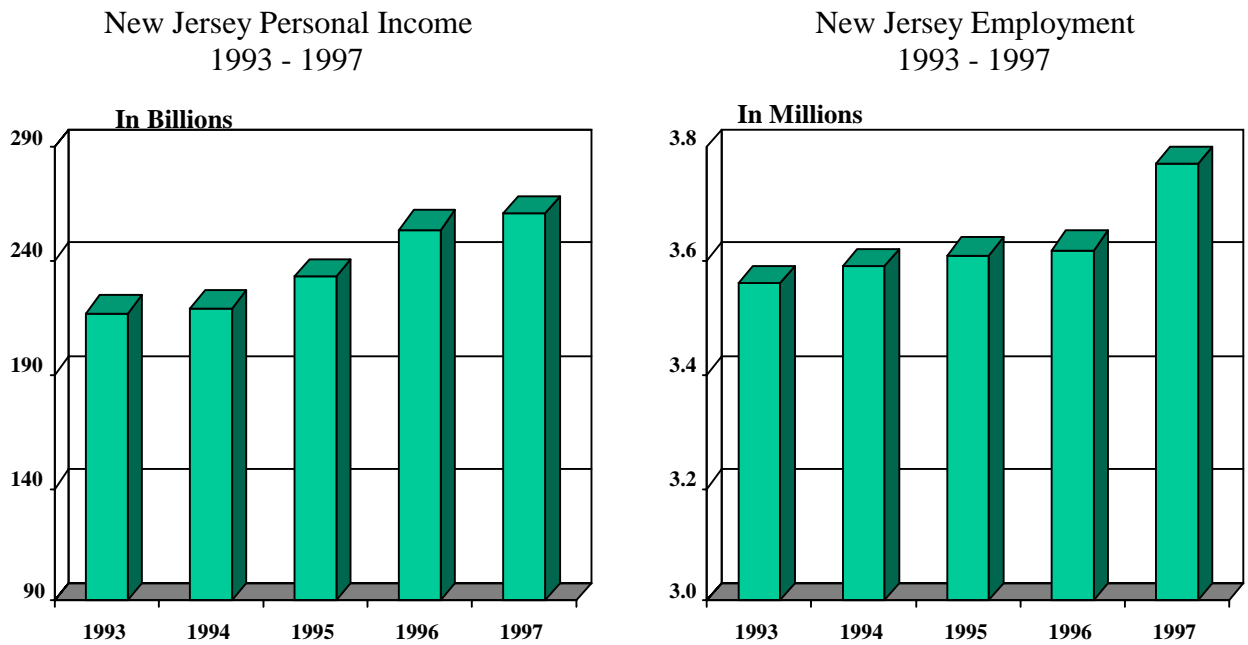 New Jersey Personal Income
1993 - 1997
In Billions
290
240
190
140
90
1993 1994 1995 1996 1997
New Jersey Employment
1993 - 1997
In Millions
3.8
3.6
3.4
3.2
3.0
1993 1994 1995 1996 1997